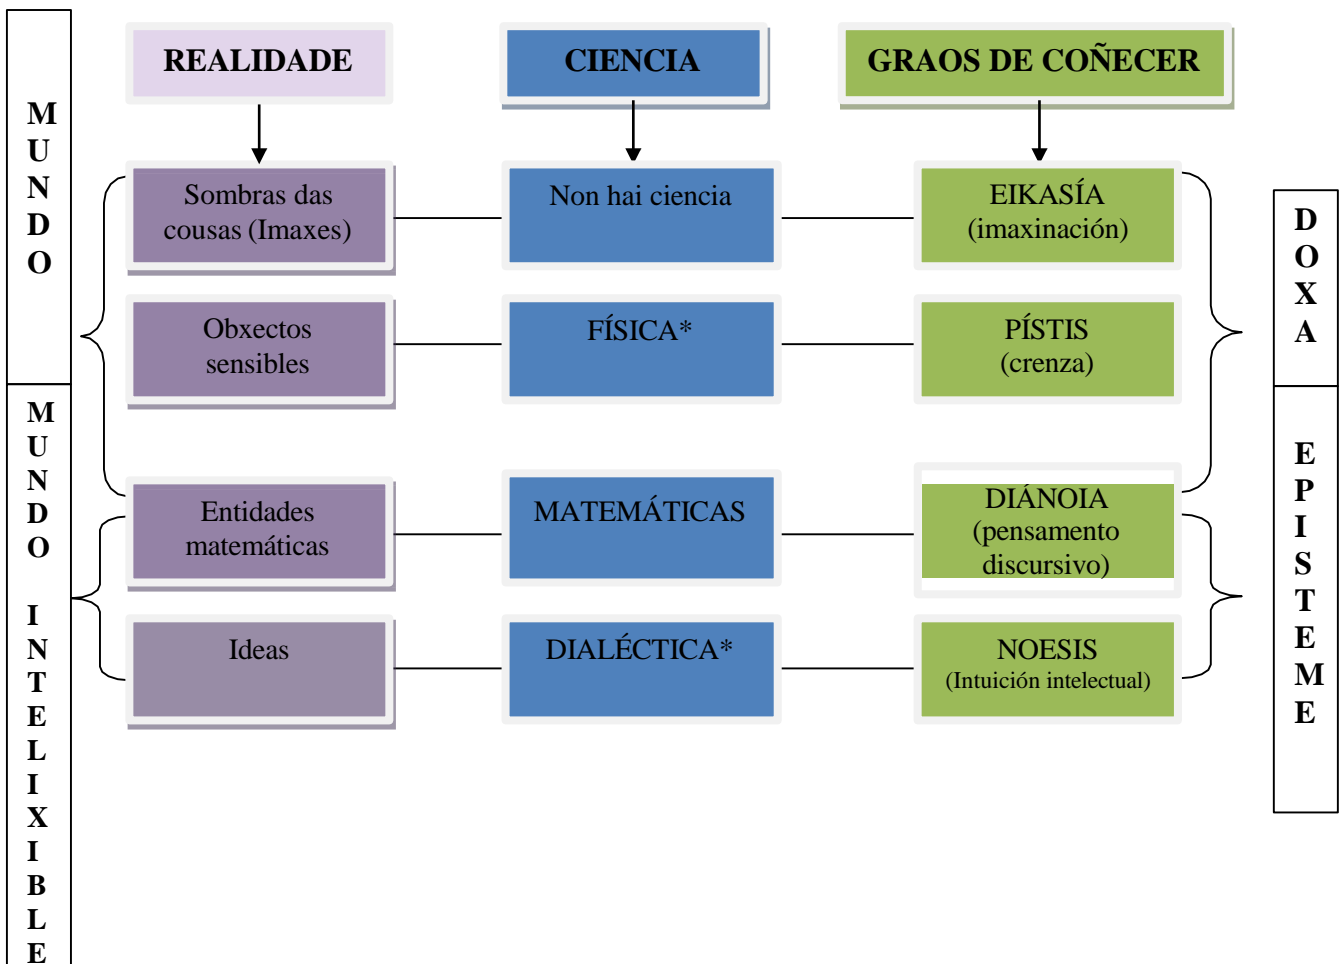 REALIDADE
CIENCIA
GRAOS DE COÑECER
MUNDO
Sombras das
cousas (Imaxes)
Non hai ciencia
EIKASÍA
(imaxinación)
DOXA
Obxectos
sensibles
FÍSICA*
PÍSTIS
(crenza)
MUNDO INTELIXIBLE
Entidades
matemáticas
MATEMÁTICAS
DIÁNOIA
(pensamento
discursivo)
EPISTEME
Ideas
DIALÉCTICA*
NOESIS
(Intuición intelectual)